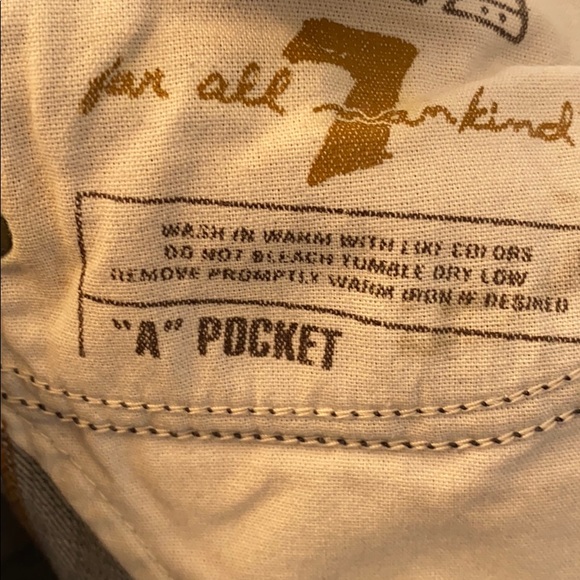 7
for all mankind
WASH IN WARM WITH LIKE COLORS
DO NOT BLEACH TUMBLE DRY LOW
REMOVE PROMPTLY WARM IRON IF DESIRED
"A" POCKET